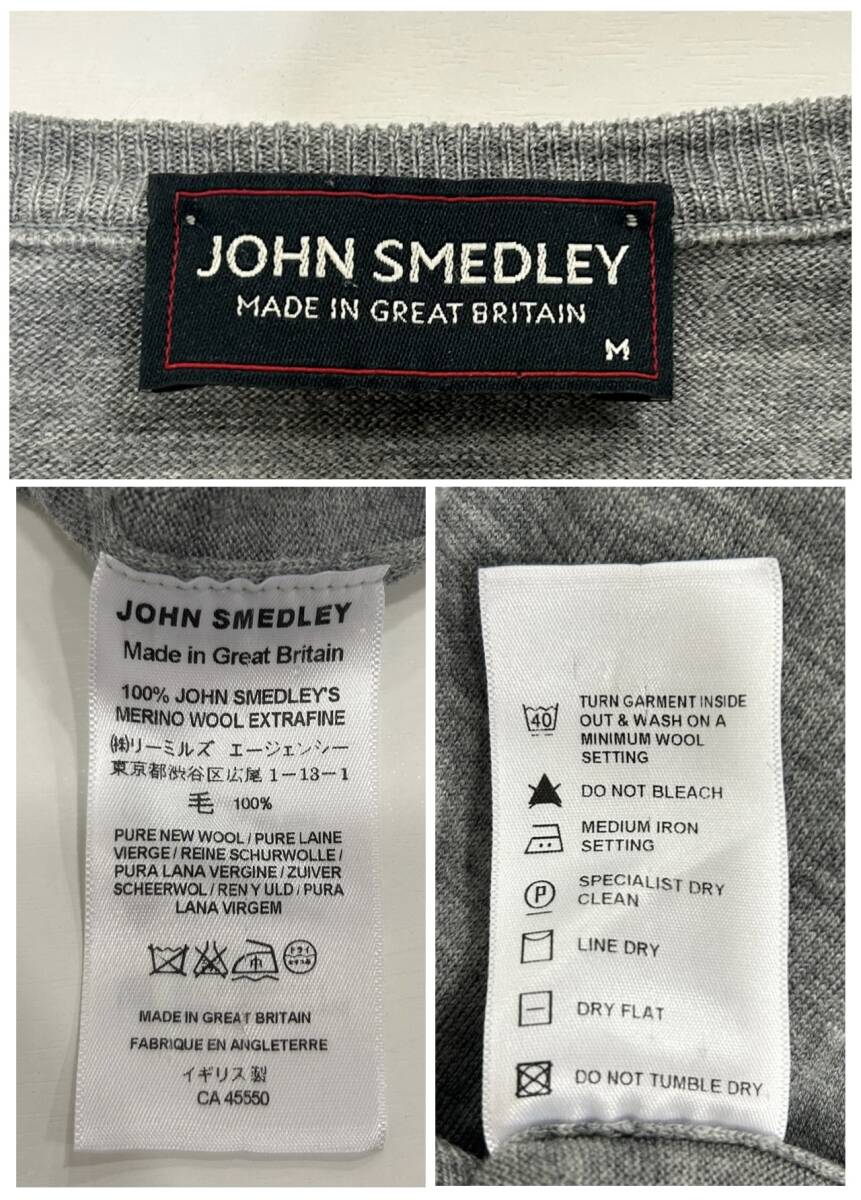 JOHN SMEDLEY
MADE IN GREAT BRITAIN
M
JOHN SMEDLEY
Made in Great Britain
100% JOHN SMEDLEY'S
MERINO WOOL EXTRAFINE
㈱リーミルズ エージェンシー
東京都渋谷区広尾1-13-1
毛 100%
PURE NEW WOOL / PURE LAINE
VIERGE / REINE SCHURWOLLE /
PURA LANA VERGINE / ZUIVER
SCHEERWOL / REN Y ULD / PURA
LANA VIRGEM
中 ドライ
MADE IN GREAT BRITAIN
FABRIQUE EN ANGLETERRE
イギリス製
CA 45550
40 TURN GARMENT INSIDE
OUT & WASH ON A
MINIMUM WOOL
SETTING
DO NOT BLEACH
MEDIUM IRON
SETTING
P SPECIALIST DRY
CLEAN
LINE DRY
DRY FLAT
DO NOT TUMBLE DRY